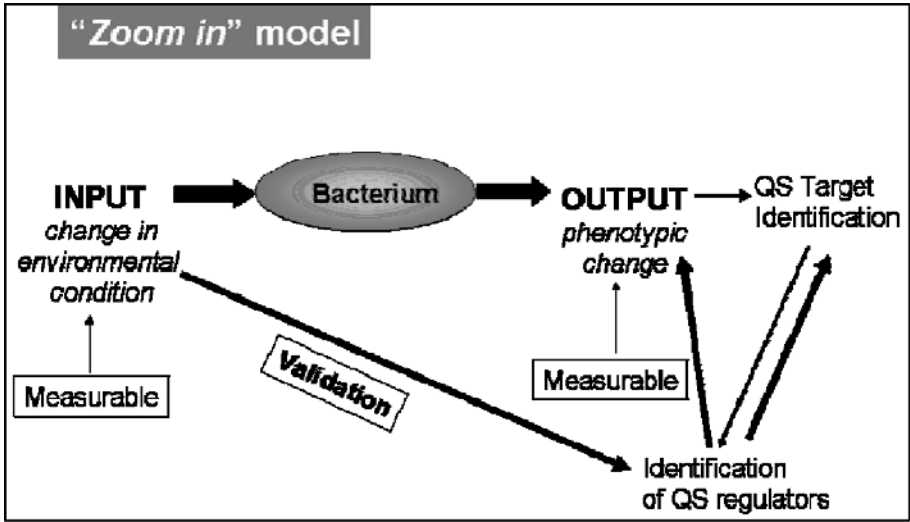 “Zoom in” model
INPUT
change in
environmental
condition
Measurable
Bacterium
OUTPUT
phenotypic
change
Measurable
QS Target
Identification
Validation
Identification
of QS regulators